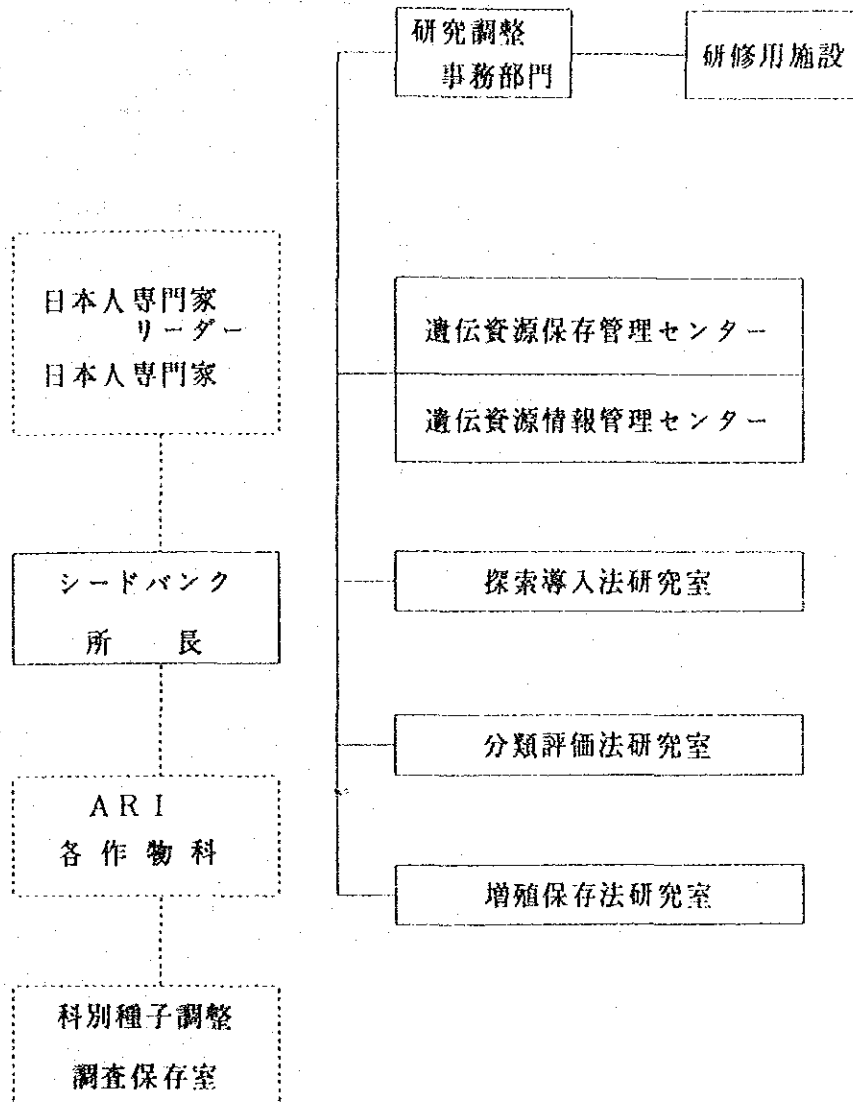 研究調整
事務部門
研修用施設
日本人専門家
リーダー
日本人専門家
遺伝資源保存管理センター
遺伝資源情報管理センター
シードバンク
所 長
探索導入法研究室
分類評価法研究室
ARI
各作物科
増殖保存法研究室
科別種子調整
調査保存室